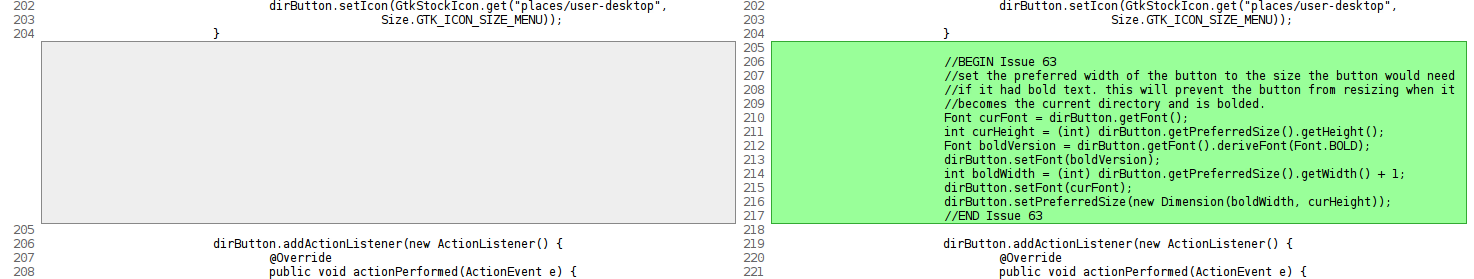 202 dirButton.setIcon(GtkStockIcon.get("places/user-desktop",
203 Size.GTK_ICON_SIZE_MENU));
204 }
205
206 dirButton.addActionListener(new ActionListener() {
207 @Override
208 public void actionPerformed(ActionEvent e) {
202 dirButton.setIcon(GtkStockIcon.get("places/user-desktop",
203 Size.GTK_ICON_SIZE_MENU));
204 }
205
206 //BEGIN Issue 63
207 //set the preferred width of the button to the size the button would need
208 //if it had bold text. this will prevent the button from resizing when it
209 //becomes the current directory and is bolded.
210 Font curFont = dirButton.getFont();
211 int curHeight = (int) dirButton.getPreferredSize().getHeight();
212 Font boldVersion = dirButton.getFont().deriveFont(Font.BOLD);
213 dirButton.setFont(boldVersion);
214 int boldWidth = (int) dirButton.getPreferredSize().getWidth() + 1;
215 dirButton.setFont(curFont);
216 dirButton.setPreferredSize(new Dimension(boldWidth, curHeight));
217 //END Issue 63
218
219 dirButton.addActionListener(new ActionListener() {
220 @Override
221 public void actionPerformed(ActionEvent e) {